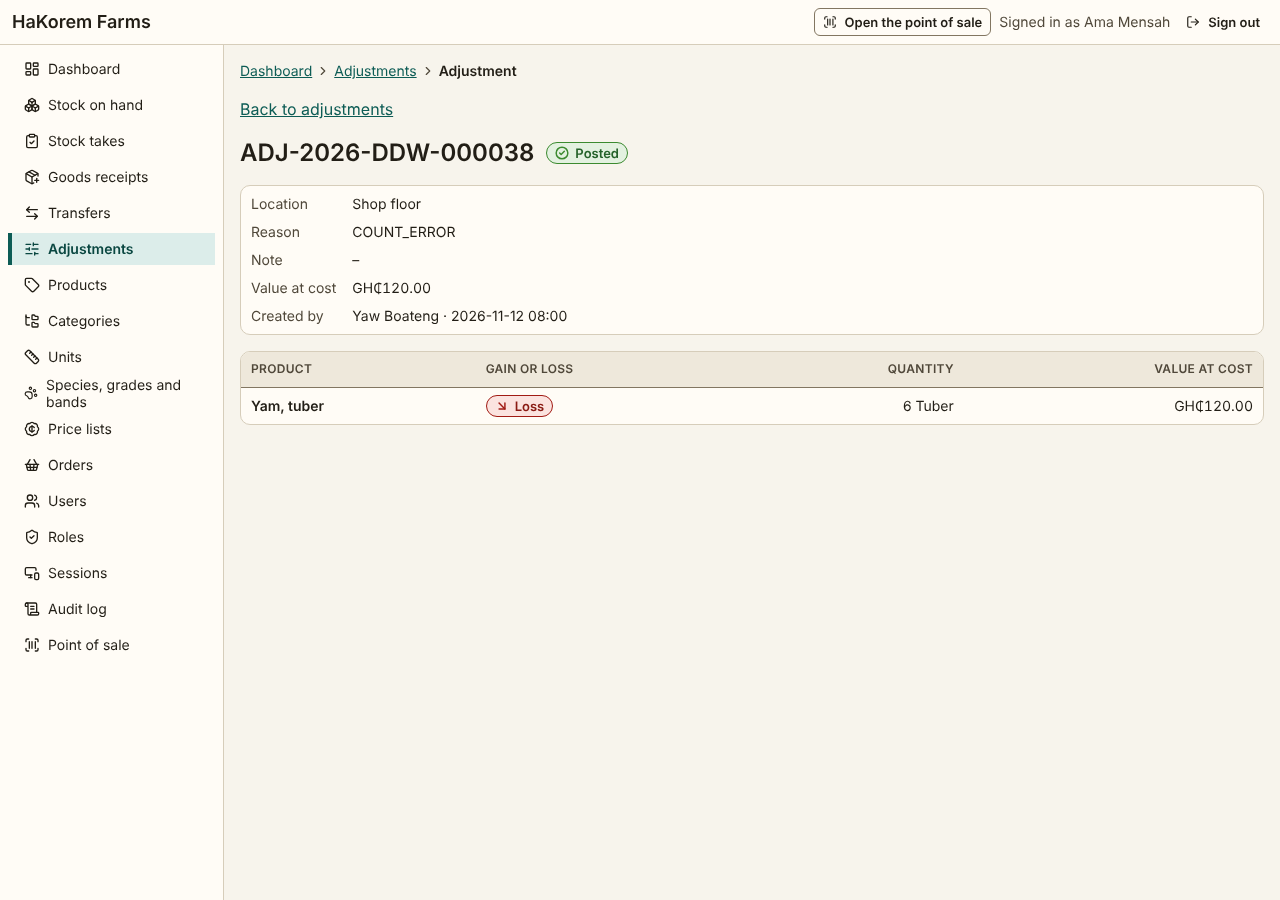 HaKorem Farms
Open the point of sale
Signed in as Ama Mensah
Sign out
Dashboard
Stock on hand
Stock takes
Goods receipts
Transfers
Adjustments
Products
Categories
Units
Species, grades and
bands
Price lists
Orders
Users
Roles
Sessions
Audit log
Point of sale
Dashboard > Adjustments > Adjustment
Back to adjustments
ADJ-2026-DDW-000038 Posted
Location Shop floor
Reason COUNT_ERROR
Note –
Value at cost GH₵120.00
Created by Yaw Boateng · 2026-11-12 08:00
PRODUCT GAIN OR LOSS QUANTITY VALUE AT COST
Yam, tuber Loss 6 Tuber GH₵120.00